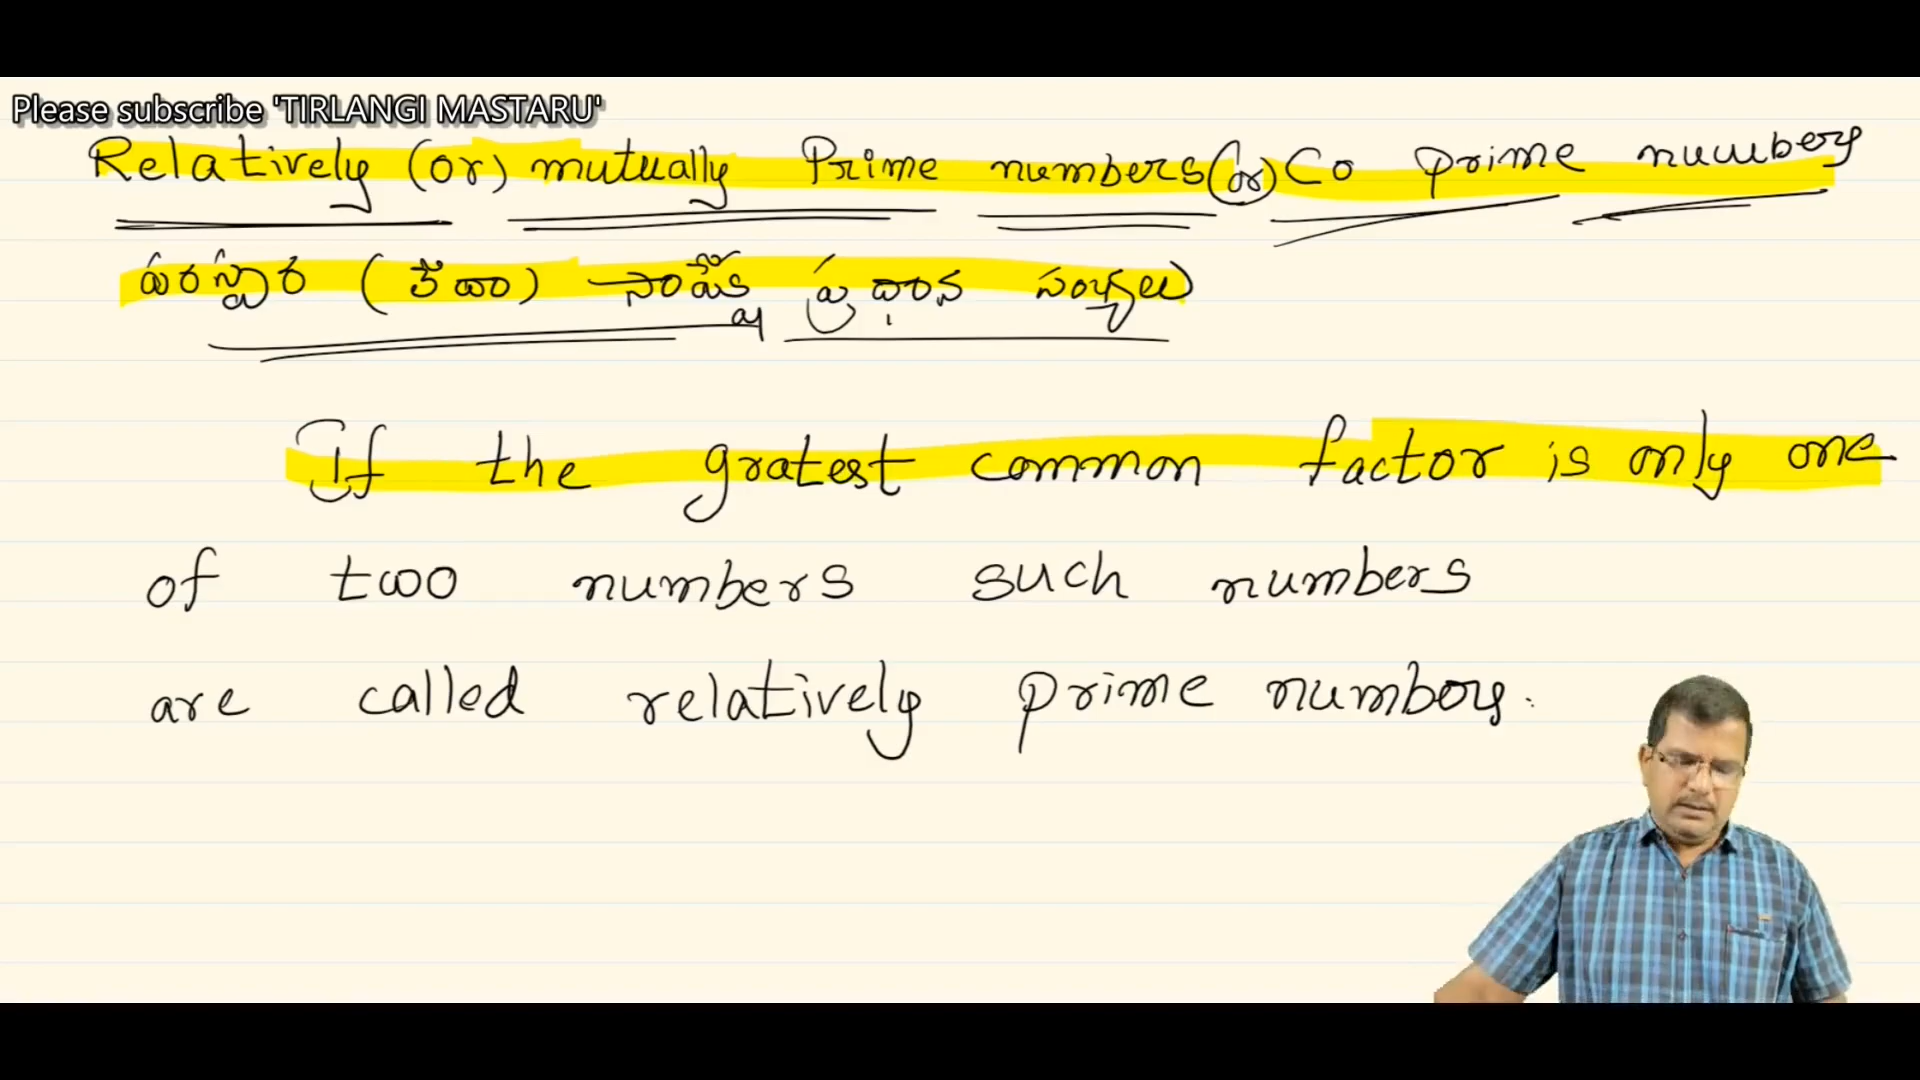 Please subscribe 'TIRLANGI MASTARU'
Relatively (or) mutually Prime numbers (or) Co prime numbers
పరస్పర (లేదా) సాపేక్ష ప్రధాన సంఖ్యలు
If the gratest common factor is only one
of two numbers such numbers
are called relatively prime numbers.